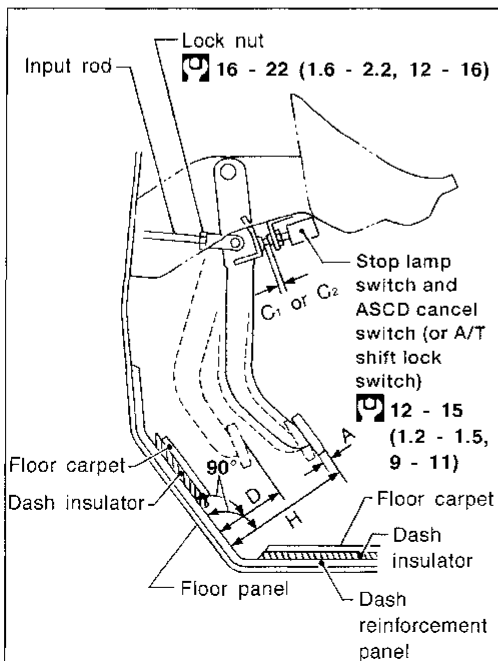 Lock nut
16 - 22 (1.6 - 2.2, 12 - 16)
Input rod
Stop lamp
switch and
ASCD cancel
switch (or A/T
shift lock
switch)
12 - 15
(1.2 - 1.5,
9 - 11)
C1 or C2
A
90°
D
H
Floor carpet
Dash insulator
Floor panel
Floor carpet
Dash
insulator
Dash
reinforcement
panel